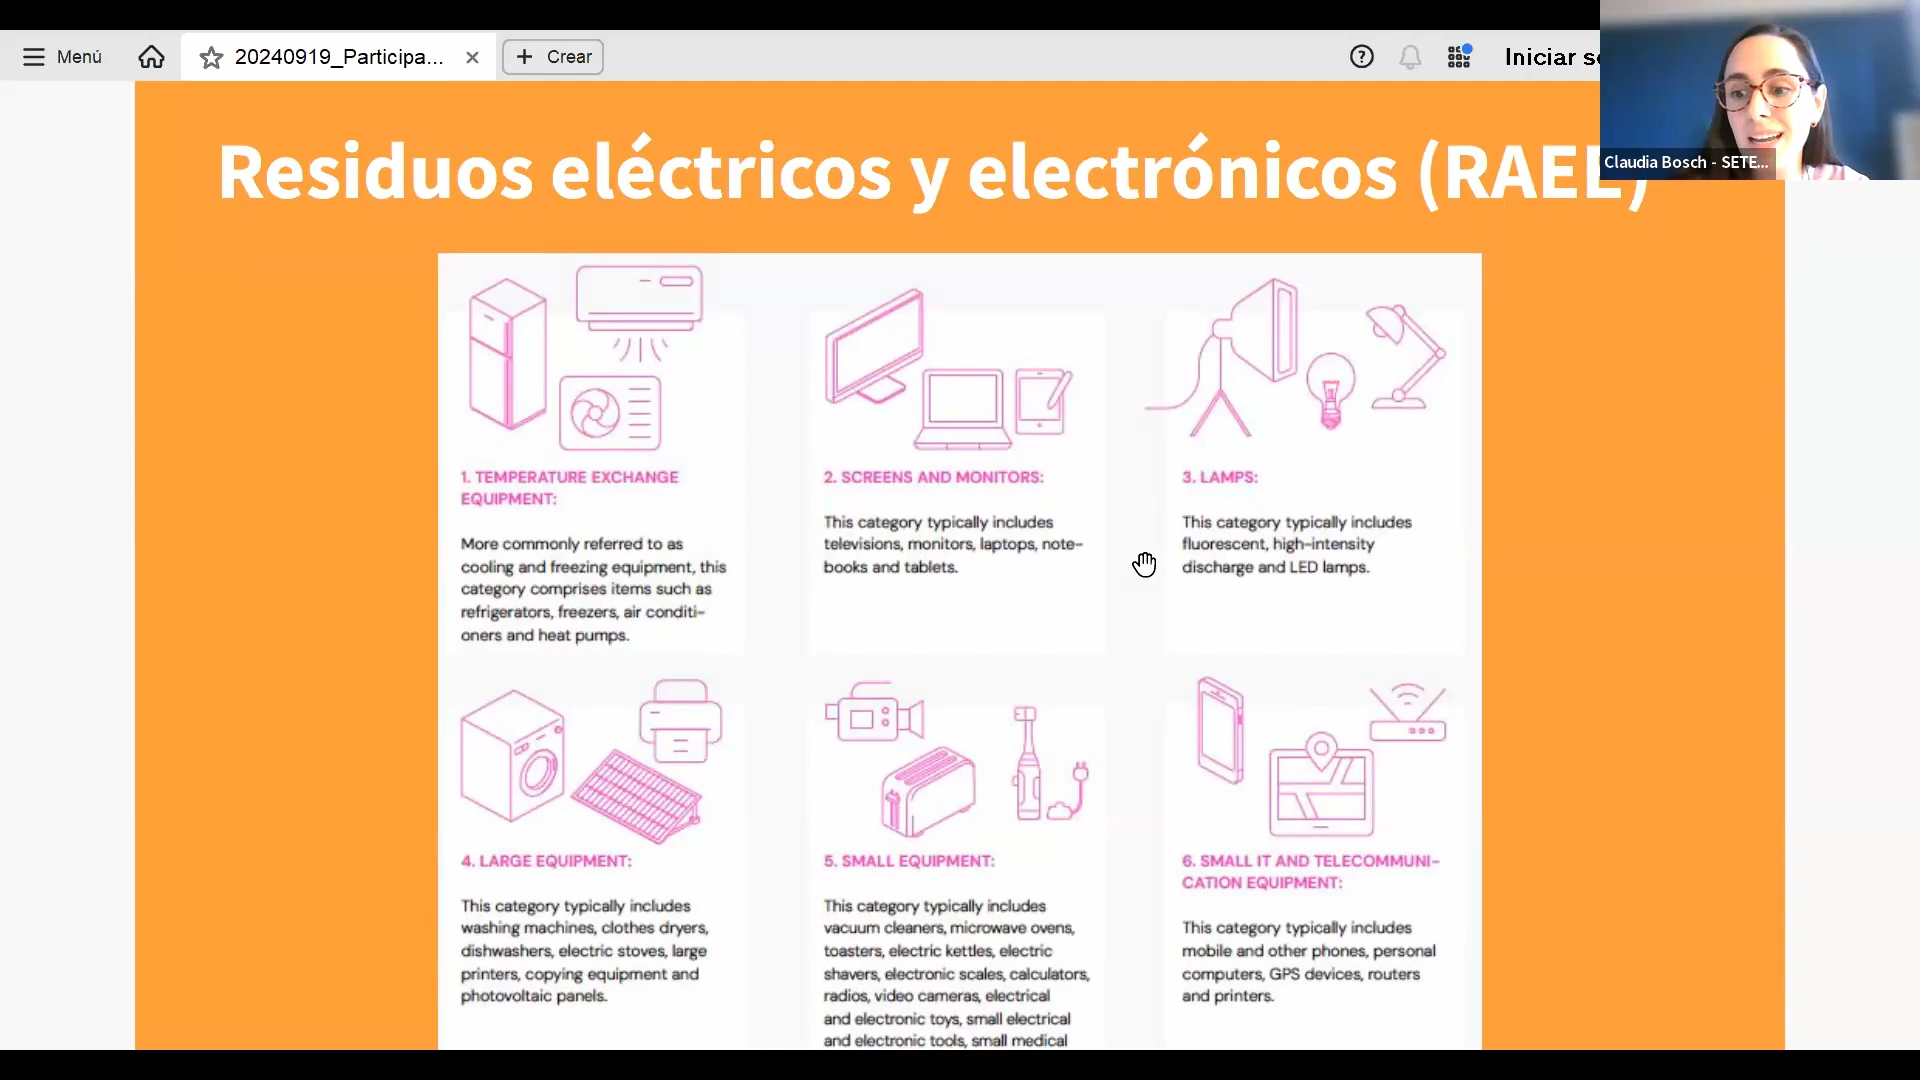 Menú
20240919_Participa...
Crear
Iniciar se
Claudia Bosch - SETE...
Residuos eléctricos y electrónicos (RAEE)
1. TEMPERATURE EXCHANGE
EQUIPMENT:
More commonly referred to as
cooling and freezing equipment, this
category comprises items such as
refrigerators, freezers, air conditi-
oners and heat pumps.
2. SCREENS AND MONITORS:
This category typically includes
televisions, monitors, laptops, note-
books and tablets.
3. LAMPS:
This category typically includes
fluorescent, high-intensity
discharge and LED lamps.
4. LARGE EQUIPMENT:
This category typically includes
washing machines, clothes dryers,
dishwashers, electric stoves, large
printers, copying equipment and
photovoltaic panels.
5. SMALL EQUIPMENT:
This category typically includes
vacuum cleaners, microwave ovens,
toasters, electric kettles, electric
shavers, electronic scales, calculators,
radios, video cameras, electrical
and electronic toys, small electrical
and electronic tools, small medical
6. SMALL IT AND TELECOMMUNI-
CATION EQUIPMENT:
This category typically includes
mobile and other phones, personal
computers, GPS devices, routers
and printers.